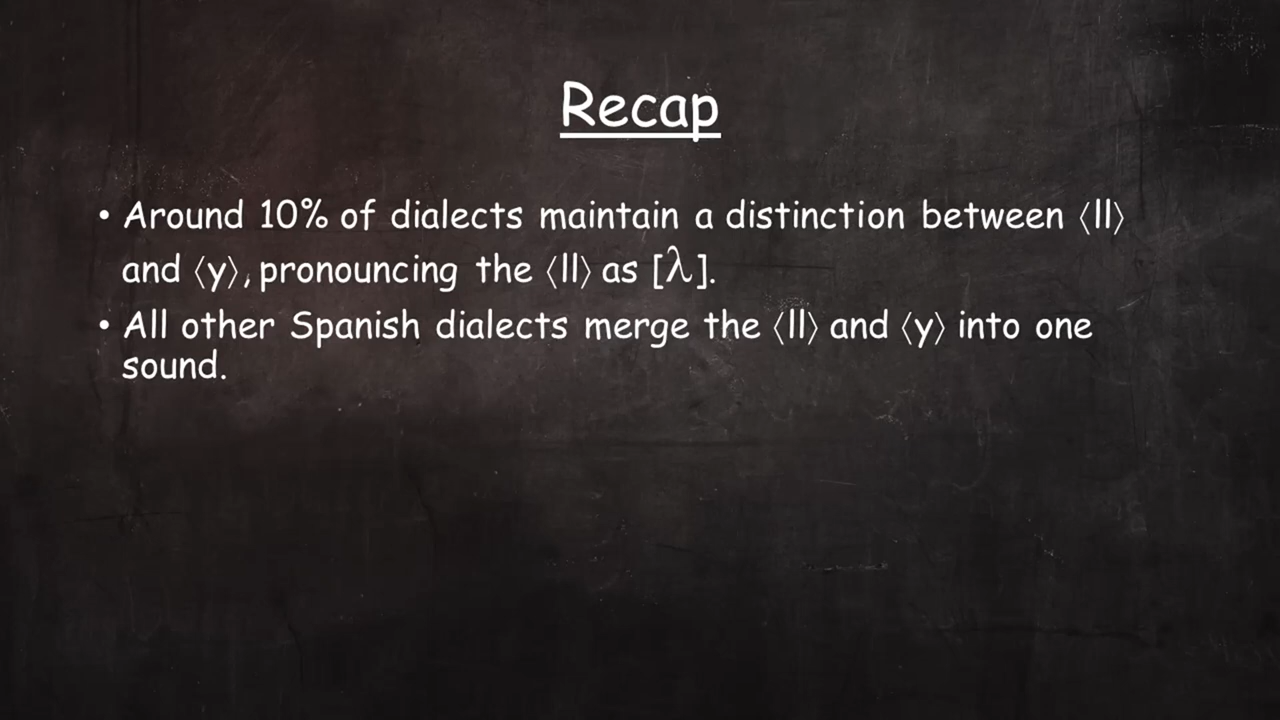 Recap
• Around 10% of dialects maintain a distinction between ⟨ll⟩
and ⟨y⟩, pronouncing the ⟨ll⟩ as [λ].
• All other Spanish dialects merge the ⟨ll⟩ and ⟨y⟩ into one
sound.